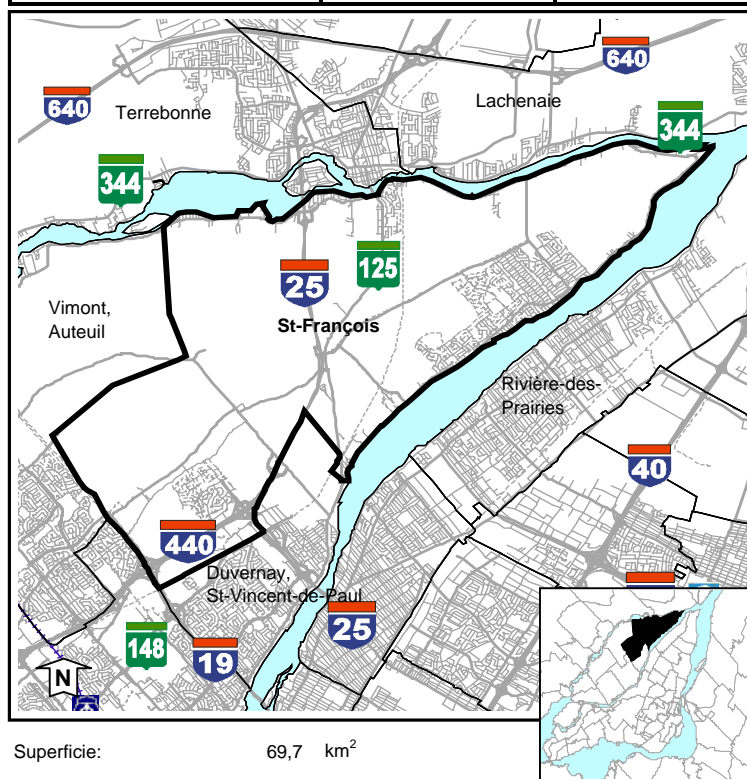 640
640
Terrebonne
Lachenaie
344
344
125
25
Vimont,
Auteuil
St-François
Rivière-des-
Prairies
40
440
Duvernay,
St-Vincent-de-Paul
25
148
19
N
Superficie: 69,7 km²